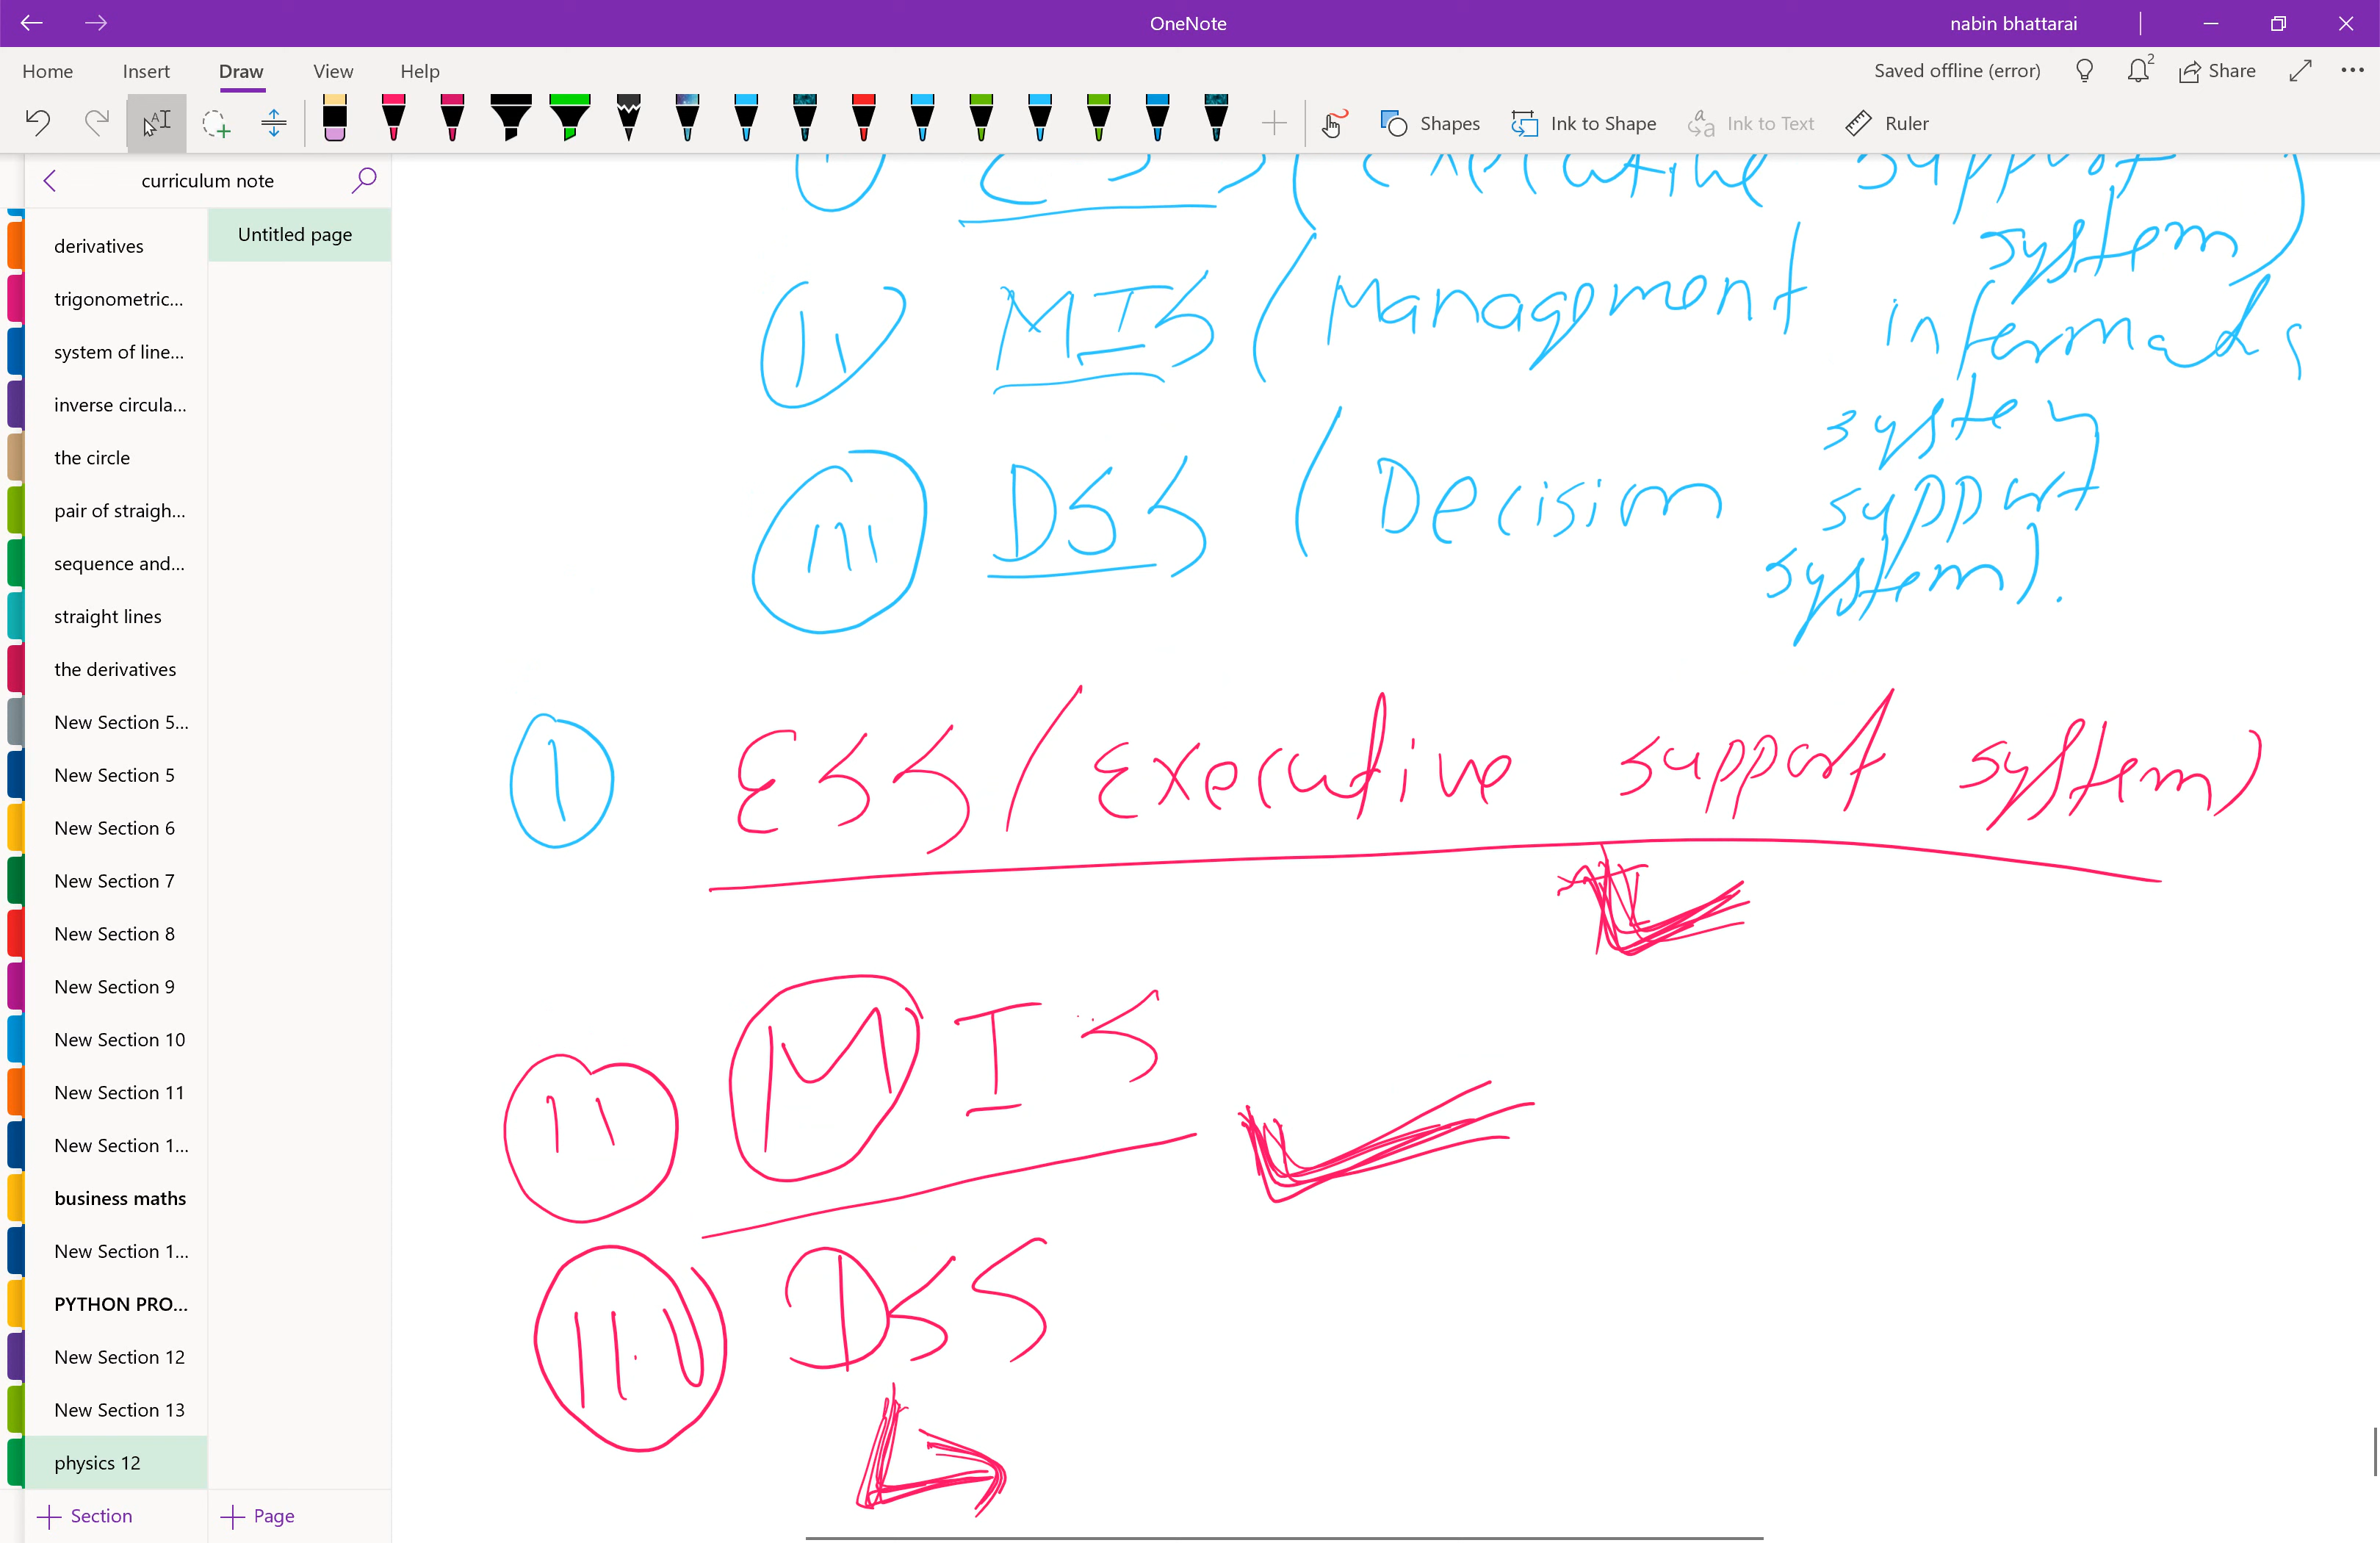 OneNote
nabin bhattarai
Home Insert Draw View Help
Saved offline (error) 2 Share
Shapes Ink to Shape Ink to Text Ruler
curriculum note
Untitled page
derivatives
trigonometric...
system of line...
inverse circula...
the circle
pair of straigh...
sequence and...
straight lines
the derivatives
New Section 5...
New Section 5
New Section 6
New Section 7
New Section 8
New Section 9
New Section 10
New Section 11
New Section 1...
business maths
New Section 1...
PYTHON PRO...
New Section 12
New Section 13
physics 12
Section
Page
ESS (executive support
system)
ii MIS (Management
system
iii DSS (Decision support
system).
i ESS (Executive support system)
ii MIS
iii DSS